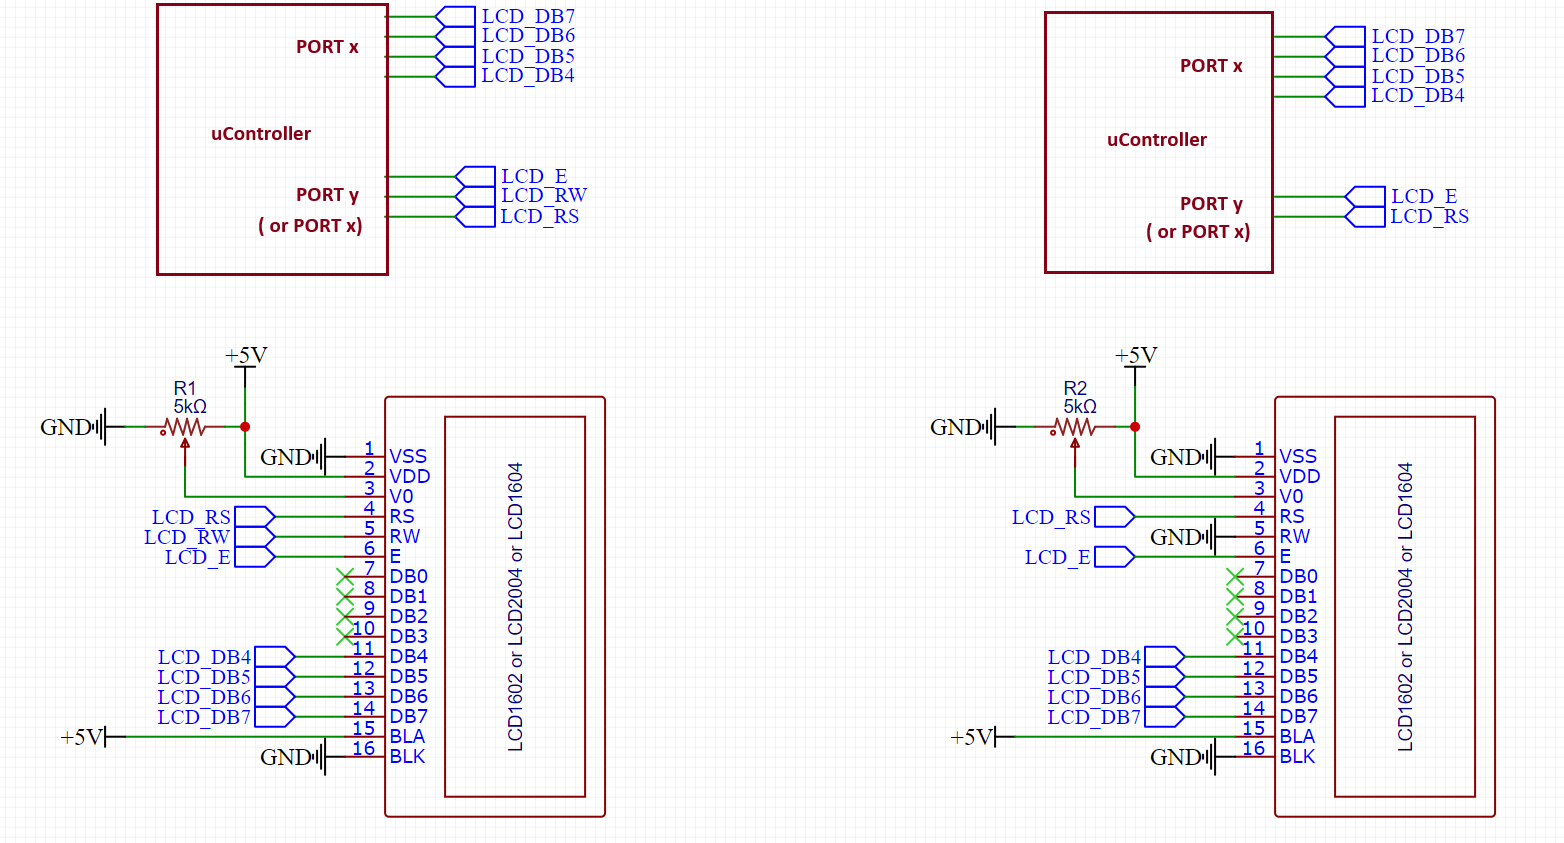 LCD_DB7
LCD_DB6
PORT x
LCD_DB5
LCD_DB4
uController
LCD_E
PORT y
LCD_RW
( or PORT x)
LCD_RS
+5V
R1
5kΩ
GND
GND
1 VSS
2 VDD
3 V0
LCD_RS 4 RS
LCD_RW 5 RW
LCD_E 6 E
7 DB0
8 DB1
9 DB2
10 DB3
LCD_DB4 11 DB4
LCD_DB5 12 DB5
LCD_DB6 13 DB6
LCD_DB7 14 DB7
+5V 15 BLA
GND 16 BLK
LCD1602 or LCD2004 or LCD1604
LCD_DB7
LCD_DB6
PORT x
LCD_DB5
LCD_DB4
uController
LCD_E
PORT y
LCD_RS
( or PORT x)
+5V
R2
5kΩ
GND
GND
1 VSS
2 VDD
3 V0
LCD_RS 4 RS
GND 5 RW
LCD_E 6 E
7 DB0
8 DB1
9 DB2
10 DB3
LCD_DB4 11 DB4
LCD_DB5 12 DB5
LCD_DB6 13 DB6
LCD_DB7 14 DB7
+5V 15 BLA
GND 16 BLK
LCD1602 or LCD2004 or LCD1604